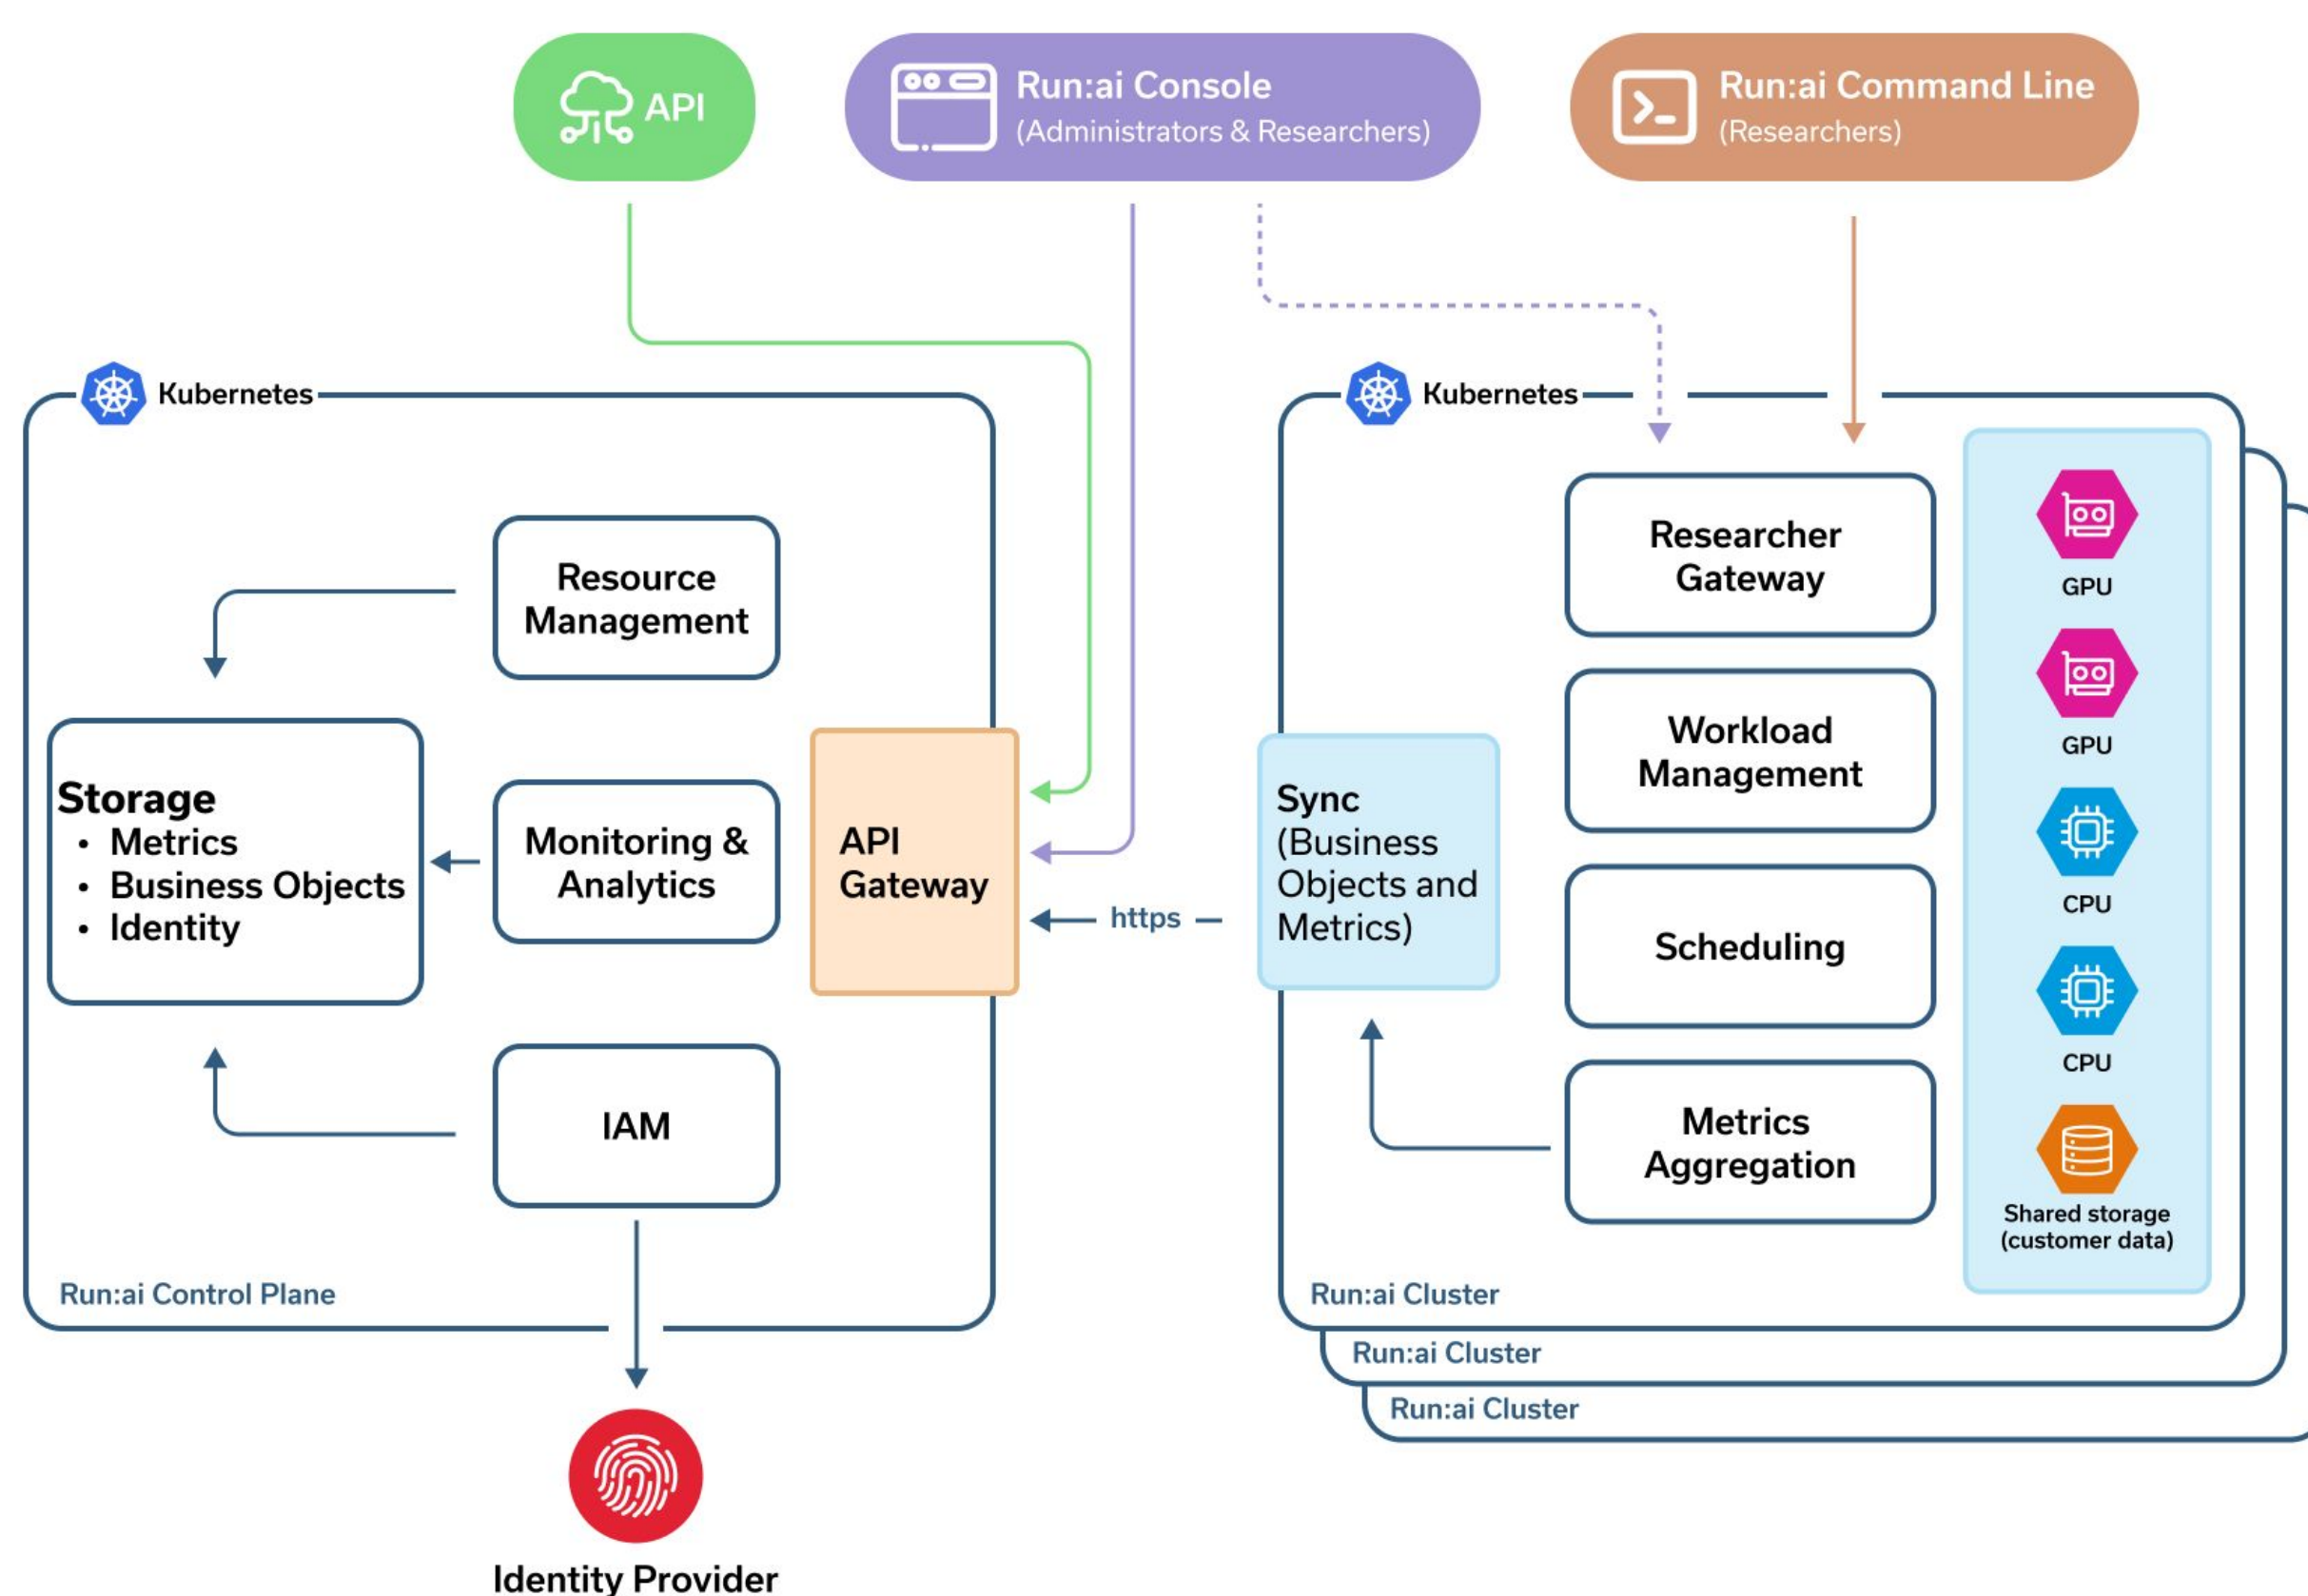 API
Run:ai Console
(Administrators & Researchers)
Run:ai Command Line
(Researchers)
Kubernetes
Resource
Management
Storage
• Metrics
• Business Objects
• Identity
Monitoring &
Analytics
API
Gateway
IAM
Run:ai Control Plane
Identity Provider
https
Kubernetes
Sync
(Business
Objects and
Metrics)
Researcher
Gateway
Workload
Management
Scheduling
Metrics
Aggregation
GPU
GPU
CPU
CPU
Shared storage
(customer data)
Run:ai Cluster
Run:ai Cluster
Run:ai Cluster